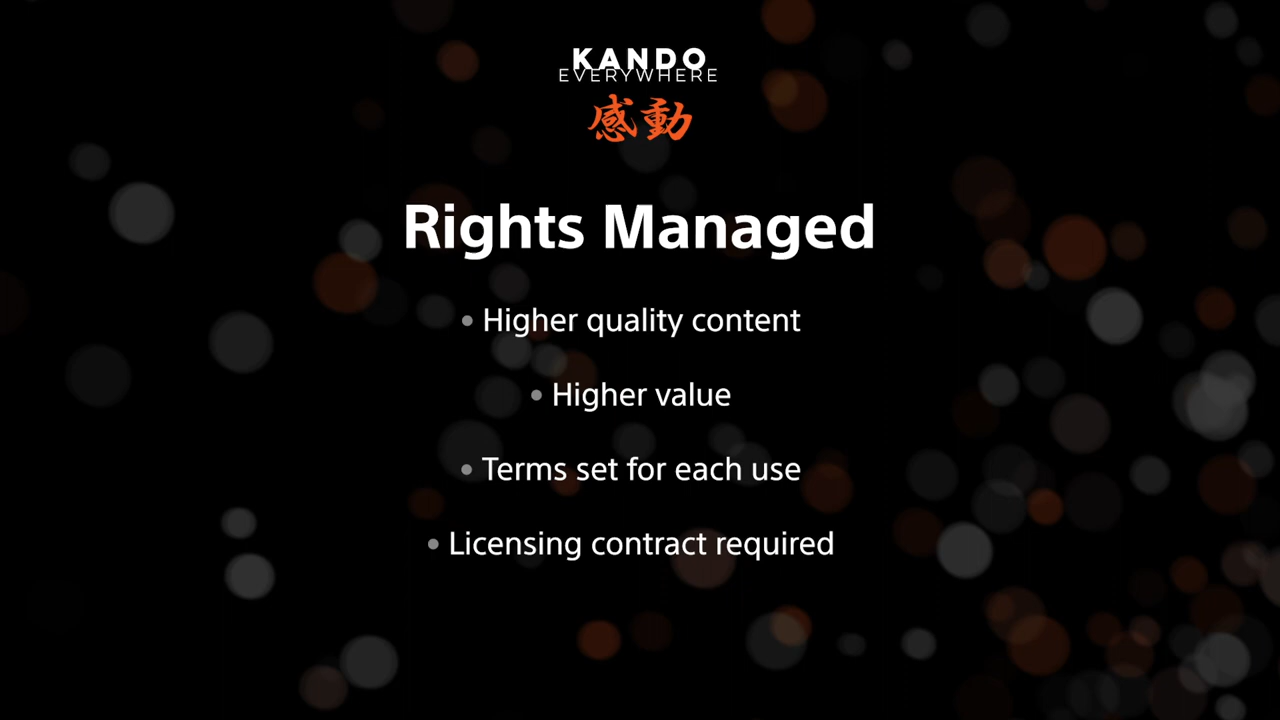 KANDO
EVERYWHERE
感動
Rights Managed
• Higher quality content
• Higher value
• Terms set for each use
• Licensing contract required